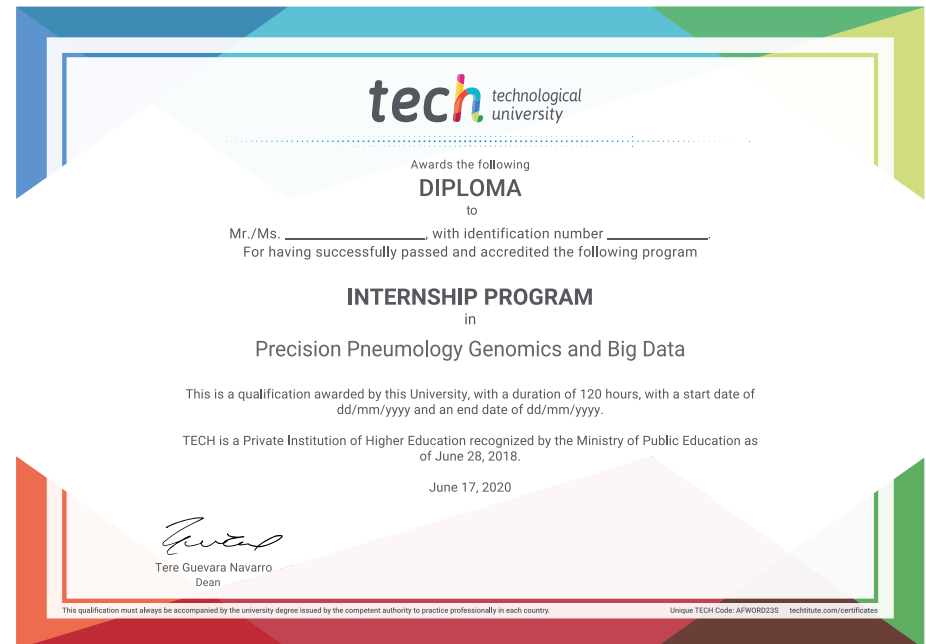 tech technological
university
Awards the following
DIPLOMA
to
Mr./Ms. ____________, with identification number ____________.
For having successfully passed and accredited the following program
INTERNSHIP PROGRAM
in
Precision Pneumology Genomics and Big Data
This is a qualification awarded by this University, with a duration of 120 hours, with a start date of
dd/mm/yyyy and an end date of dd/mm/yyyy.
TECH is a Private Institution of Higher Education recognized by the Ministry of Public Education as
of June 28, 2018.
June 17, 2020
Tere Guevara Navarro
Dean
This qualification must always be accompanied by the university degree issued by the competent authority to practice professionally in each country.
Unique TECH Code: AFWORD23S techtitute.com/certificates